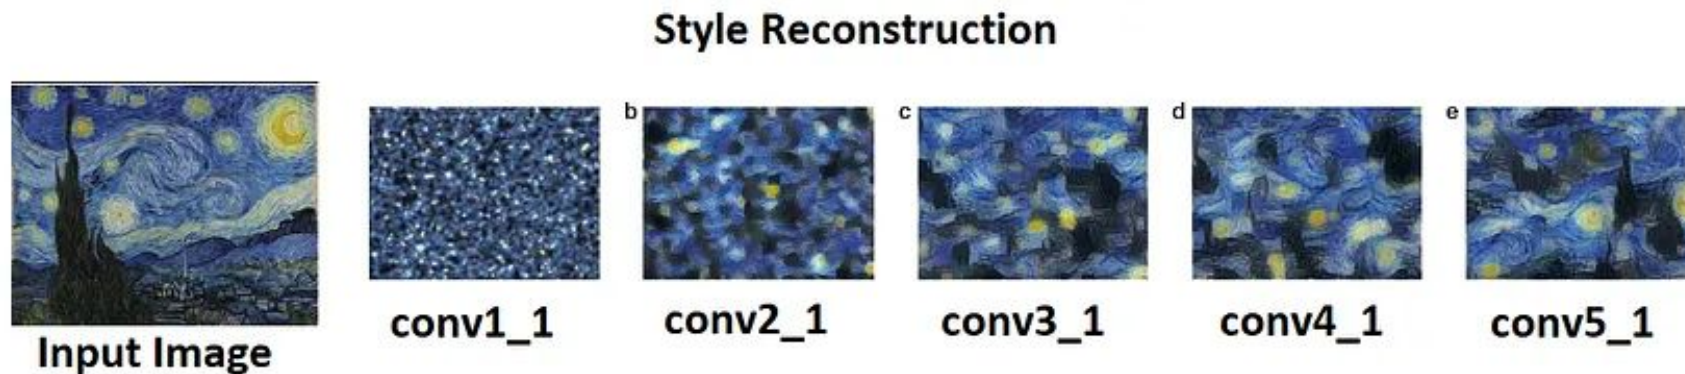 Style Reconstruction
b
c
d
e
conv1_1
conv2_1
conv3_1
conv4_1
conv5_1
Input Image